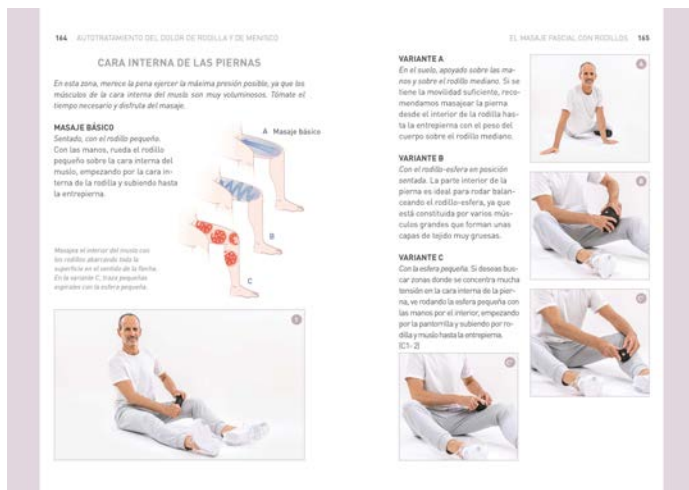 164 AUTOTRATAMIENTO DEL DOLOR DE RODILLA Y DE MENISCO
CARA INTERNA DE LAS PIERNAS
En esta zona, merece la pena ejercer la máxima presión posible, ya que los
músculos de la cara interna del muslo son muy voluminosos. Tómate el
tiempo necesario y disfruta del masaje.
MASAJE BÁSICO
Sentado, con el rodillo pequeño.
Con las manos, rueda el rodillo
pequeño sobre la cara interna del
muslo, empezando por la cara in-
terna de la rodilla y subiendo hasta
la entrepierna.
A Masaje básico
B
C
Masajea el interior del muslo con
los rodillos abarcando toda la
superficie en el sentido de la flecha.
En la variante C, traza pequeñas
espirales con la esfera pequeña.
1
EL MASAJE FASCIAL CON RODILLOS 165
VARIANTE A
En el suelo, apoyado sobre las ma-
nos y sobre el rodillo mediano. Si se
tiene la movilidad suficiente, reco-
mendamos masajear la pierna
desde el interior de la rodilla has-
ta la entrepierna con el peso del
cuerpo sobre el rodillo mediano.
VARIANTE B
Con el rodillo-esfera en posición
sentada. La parte interior de la
pierna es ideal para rodar balan-
ceando el rodillo-esfera, ya que
está constituida por varios mús-
culos grandes que forman unas
capas de tejido muy gruesas.
VARIANTE C
Con la esfera pequeña. Si deseas bus-
car zonas donde se concentra mucha
tensión en la cara interna de la pier-
na, ve rodando la esfera pequeña con
las manos por el interior, empezando
por la pantorrilla y subiendo por ro-
dilla y muslo hasta la entrepierna.
(C1- 2)
A
B